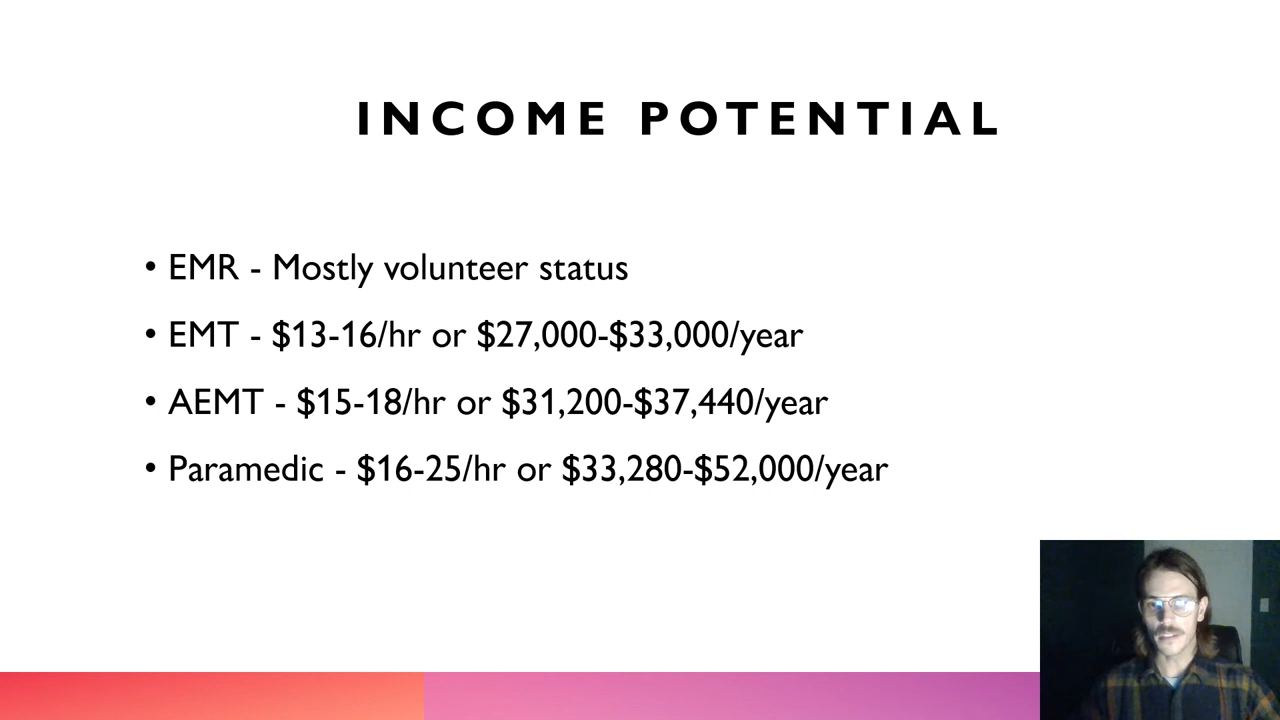 INCOME POTENTIAL
• EMR - Mostly volunteer status
• EMT - $13-16/hr or $27,000-$33,000/year
• AEMT - $15-18/hr or $31,200-$37,440/year
• Paramedic - $16-25/hr or $33,280-$52,000/year